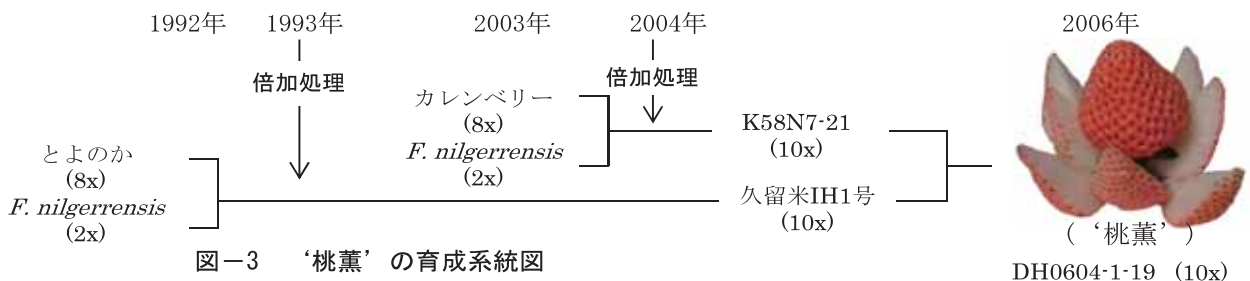 1992年 1993年 2003年 2004年 2006年
倍加処理
倍加処理
カレンベリー
(8x)
F. nilgerrensis
(2x)
とよのか
(8x)
F. nilgerrensis
(2x)
K58N7-21
(10x)
久留米IH1号
(10x)
(‘桃薫’)
DH0604-1-19 (10x)
図－3 ‘桃薫’の育成系統図